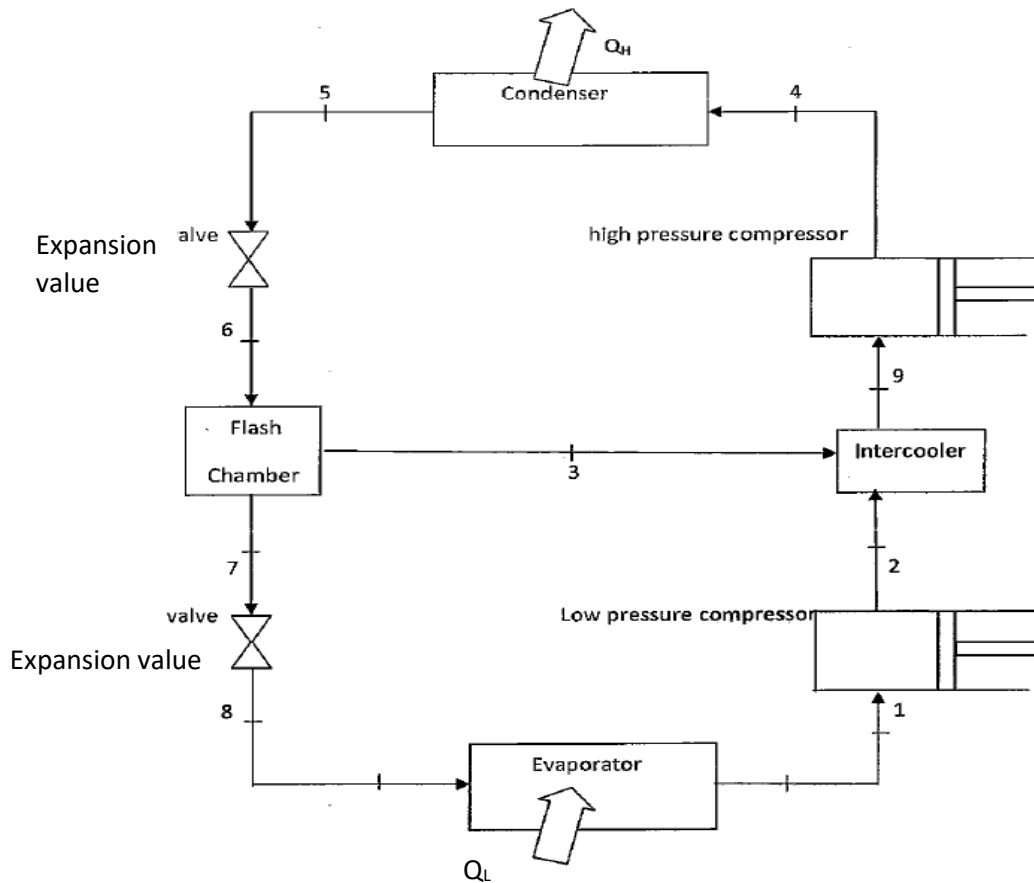 QH
Condenser
5
4
Expansion
value
alve
high pressure compressor
6
9
Flash
Chamber
3
Intercooler
7
2
valve
Low pressure compressor
Expansion value
8
1
Evaporator
QL